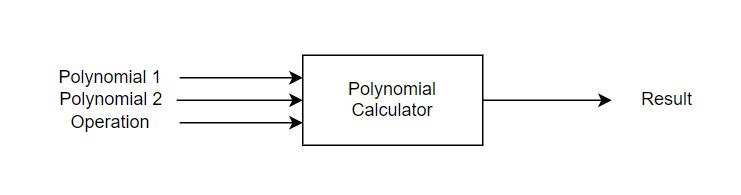 Polynomial 1
Polynomial 2
Operation
Polynomial
Calculator
Result